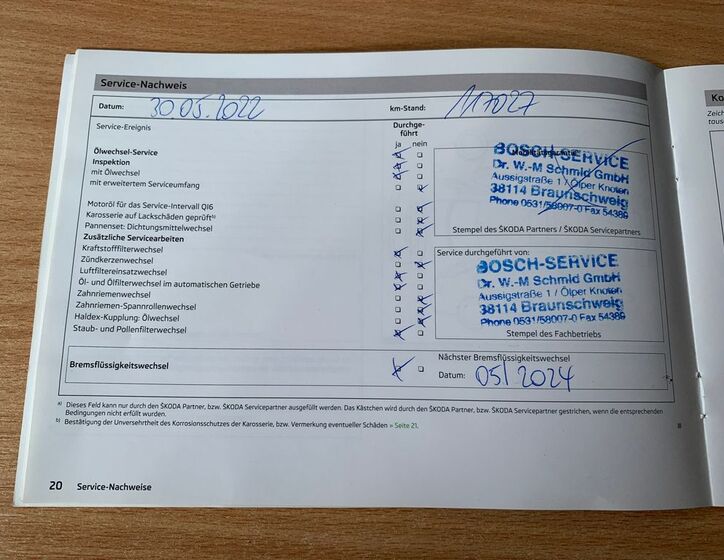 Service-Nachweis
Datum: 30.05.2022 km-Stand: 117027
Service-Ereignis Durchge-
führt
ja nein
Ölwechsel-Service
Inspektion
mit Ölwechsel
mit erweitertem Serviceumfang
Motoröl für das Service-Intervall QI6
Karosserie auf Lackschäden geprüft b)
Pannenset: Dichtungsmittelwechsel
Zusätzliche Servicearbeiten
Kraftstofffilterwechsel
Zündkerzenwechsel
Luftfiltereinsatzwechsel
Öl- und Ölfilterwechsel im automatischen Getriebe
Zahnriemenwechsel
Zahnriemen-Spannrollenwechsel
Haldex-Kupplung: Ölwechsel
Staub- und Pollenfilterwechsel
BOSCH-SERVICE
Dr. W.-M Schmid GmbH
Aussigstraße 1 / Ölper Knoten
38114 Braunschweig
Phone 0531/58007-0 Fax 54389
Stempel des ŠKODA Partners / ŠKODA Servicepartners
Service durchgeführt von:
BOSCH-SERVICE
Dr. W.-M Schmid GmbH
Aussigstraße 1 / Ölper Knoten
38114 Braunschweig
Phone 0531/58007-0 Fax 54389
Stempel des Fachbetriebs
Bremsflüssigkeitswechsel
Nächster Bremsflüssigkeitswechsel
Datum: 05/2024
a) Dieses Feld kann nur durch den ŠKODA Partner, bzw. ŠKODA Servicepartner ausgefüllt werden. Das Kästchen wird durch den ŠKODA Partner, bzw. ŠKODA Servicepartner gestrichen, wenn die entsprechenden
Bedingungen nicht erfüllt wurden.
b) Bestätigung der Unversehrtheit des Korrosionsschutzes der Karosserie, bzw. Vermerkung eventueller Schäden » Seite 21.
20 Service-Nachweise